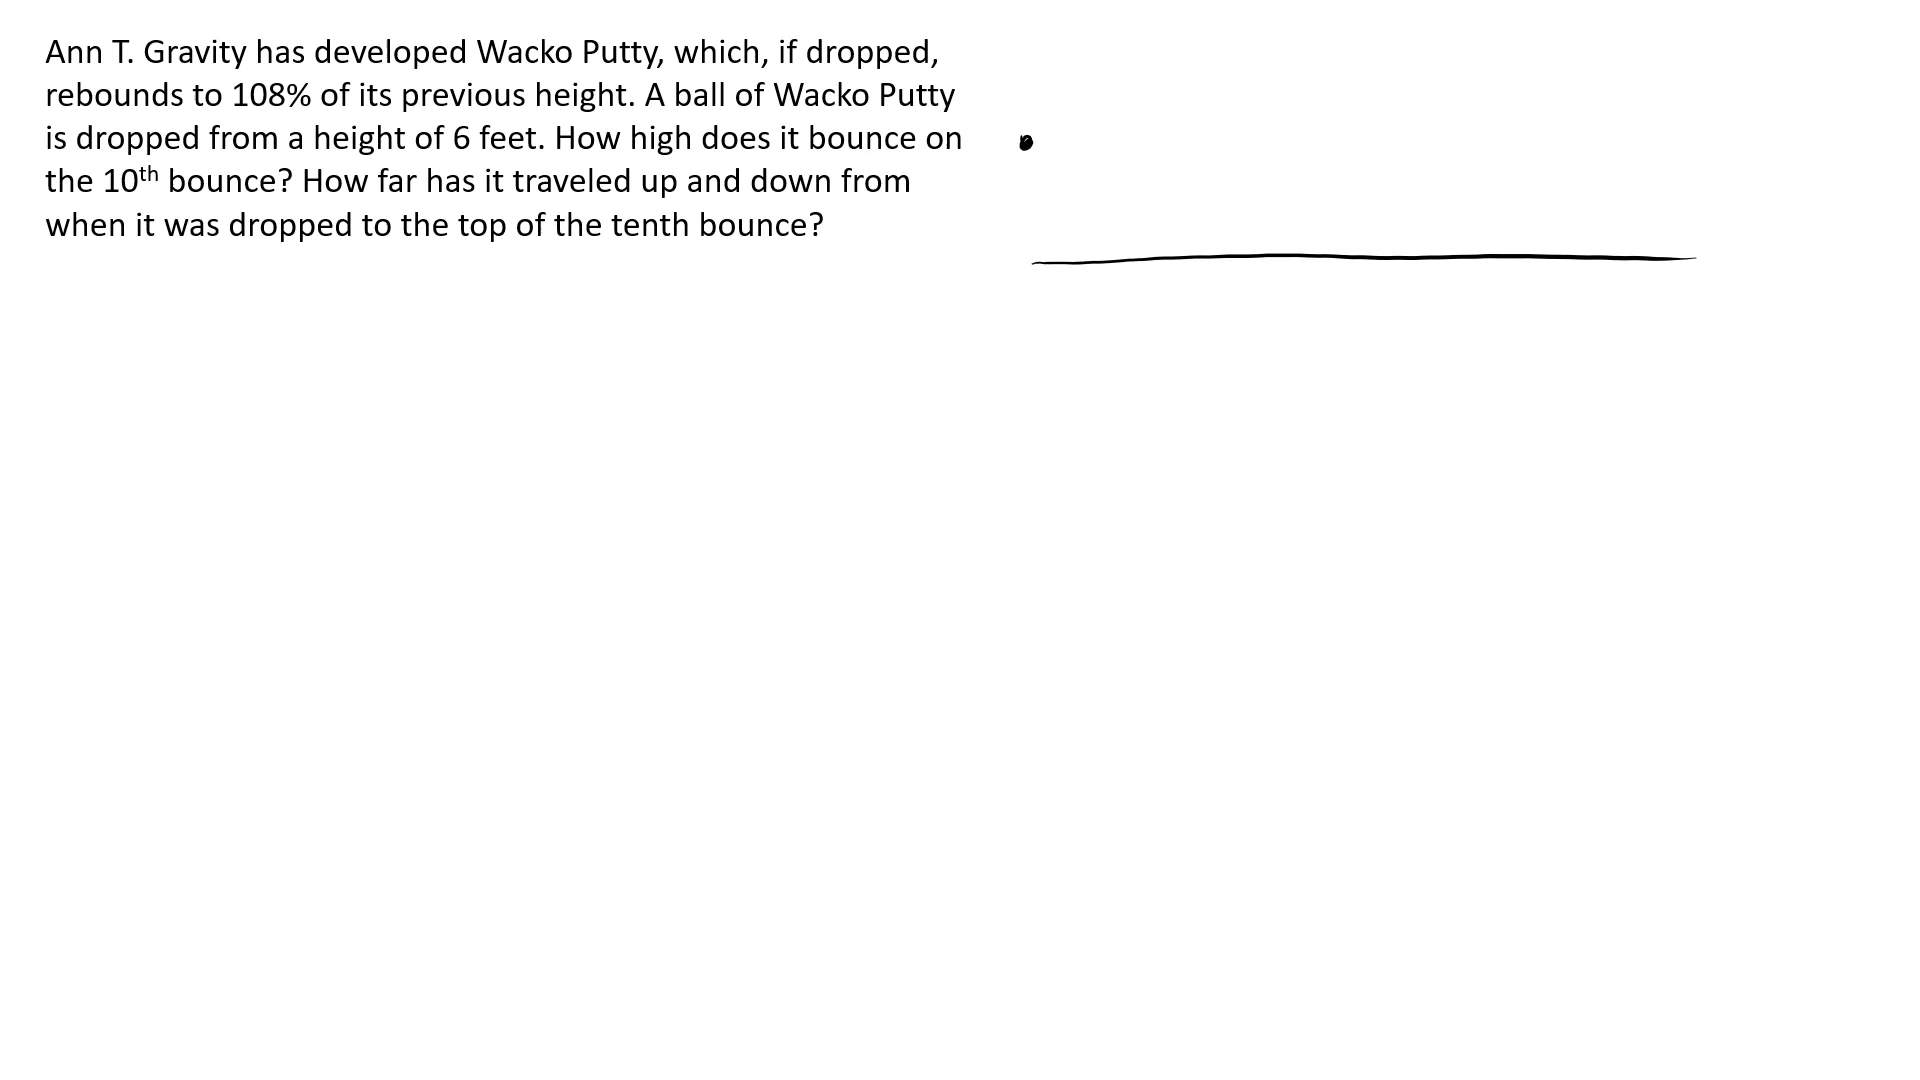 Ann T. Gravity has developed Wacko Putty, which, if dropped,
rebounds to 108% of its previous height. A ball of Wacko Putty
is dropped from a height of 6 feet. How high does it bounce on
the 10th bounce? How far has it traveled up and down from
when it was dropped to the top of the tenth bounce?